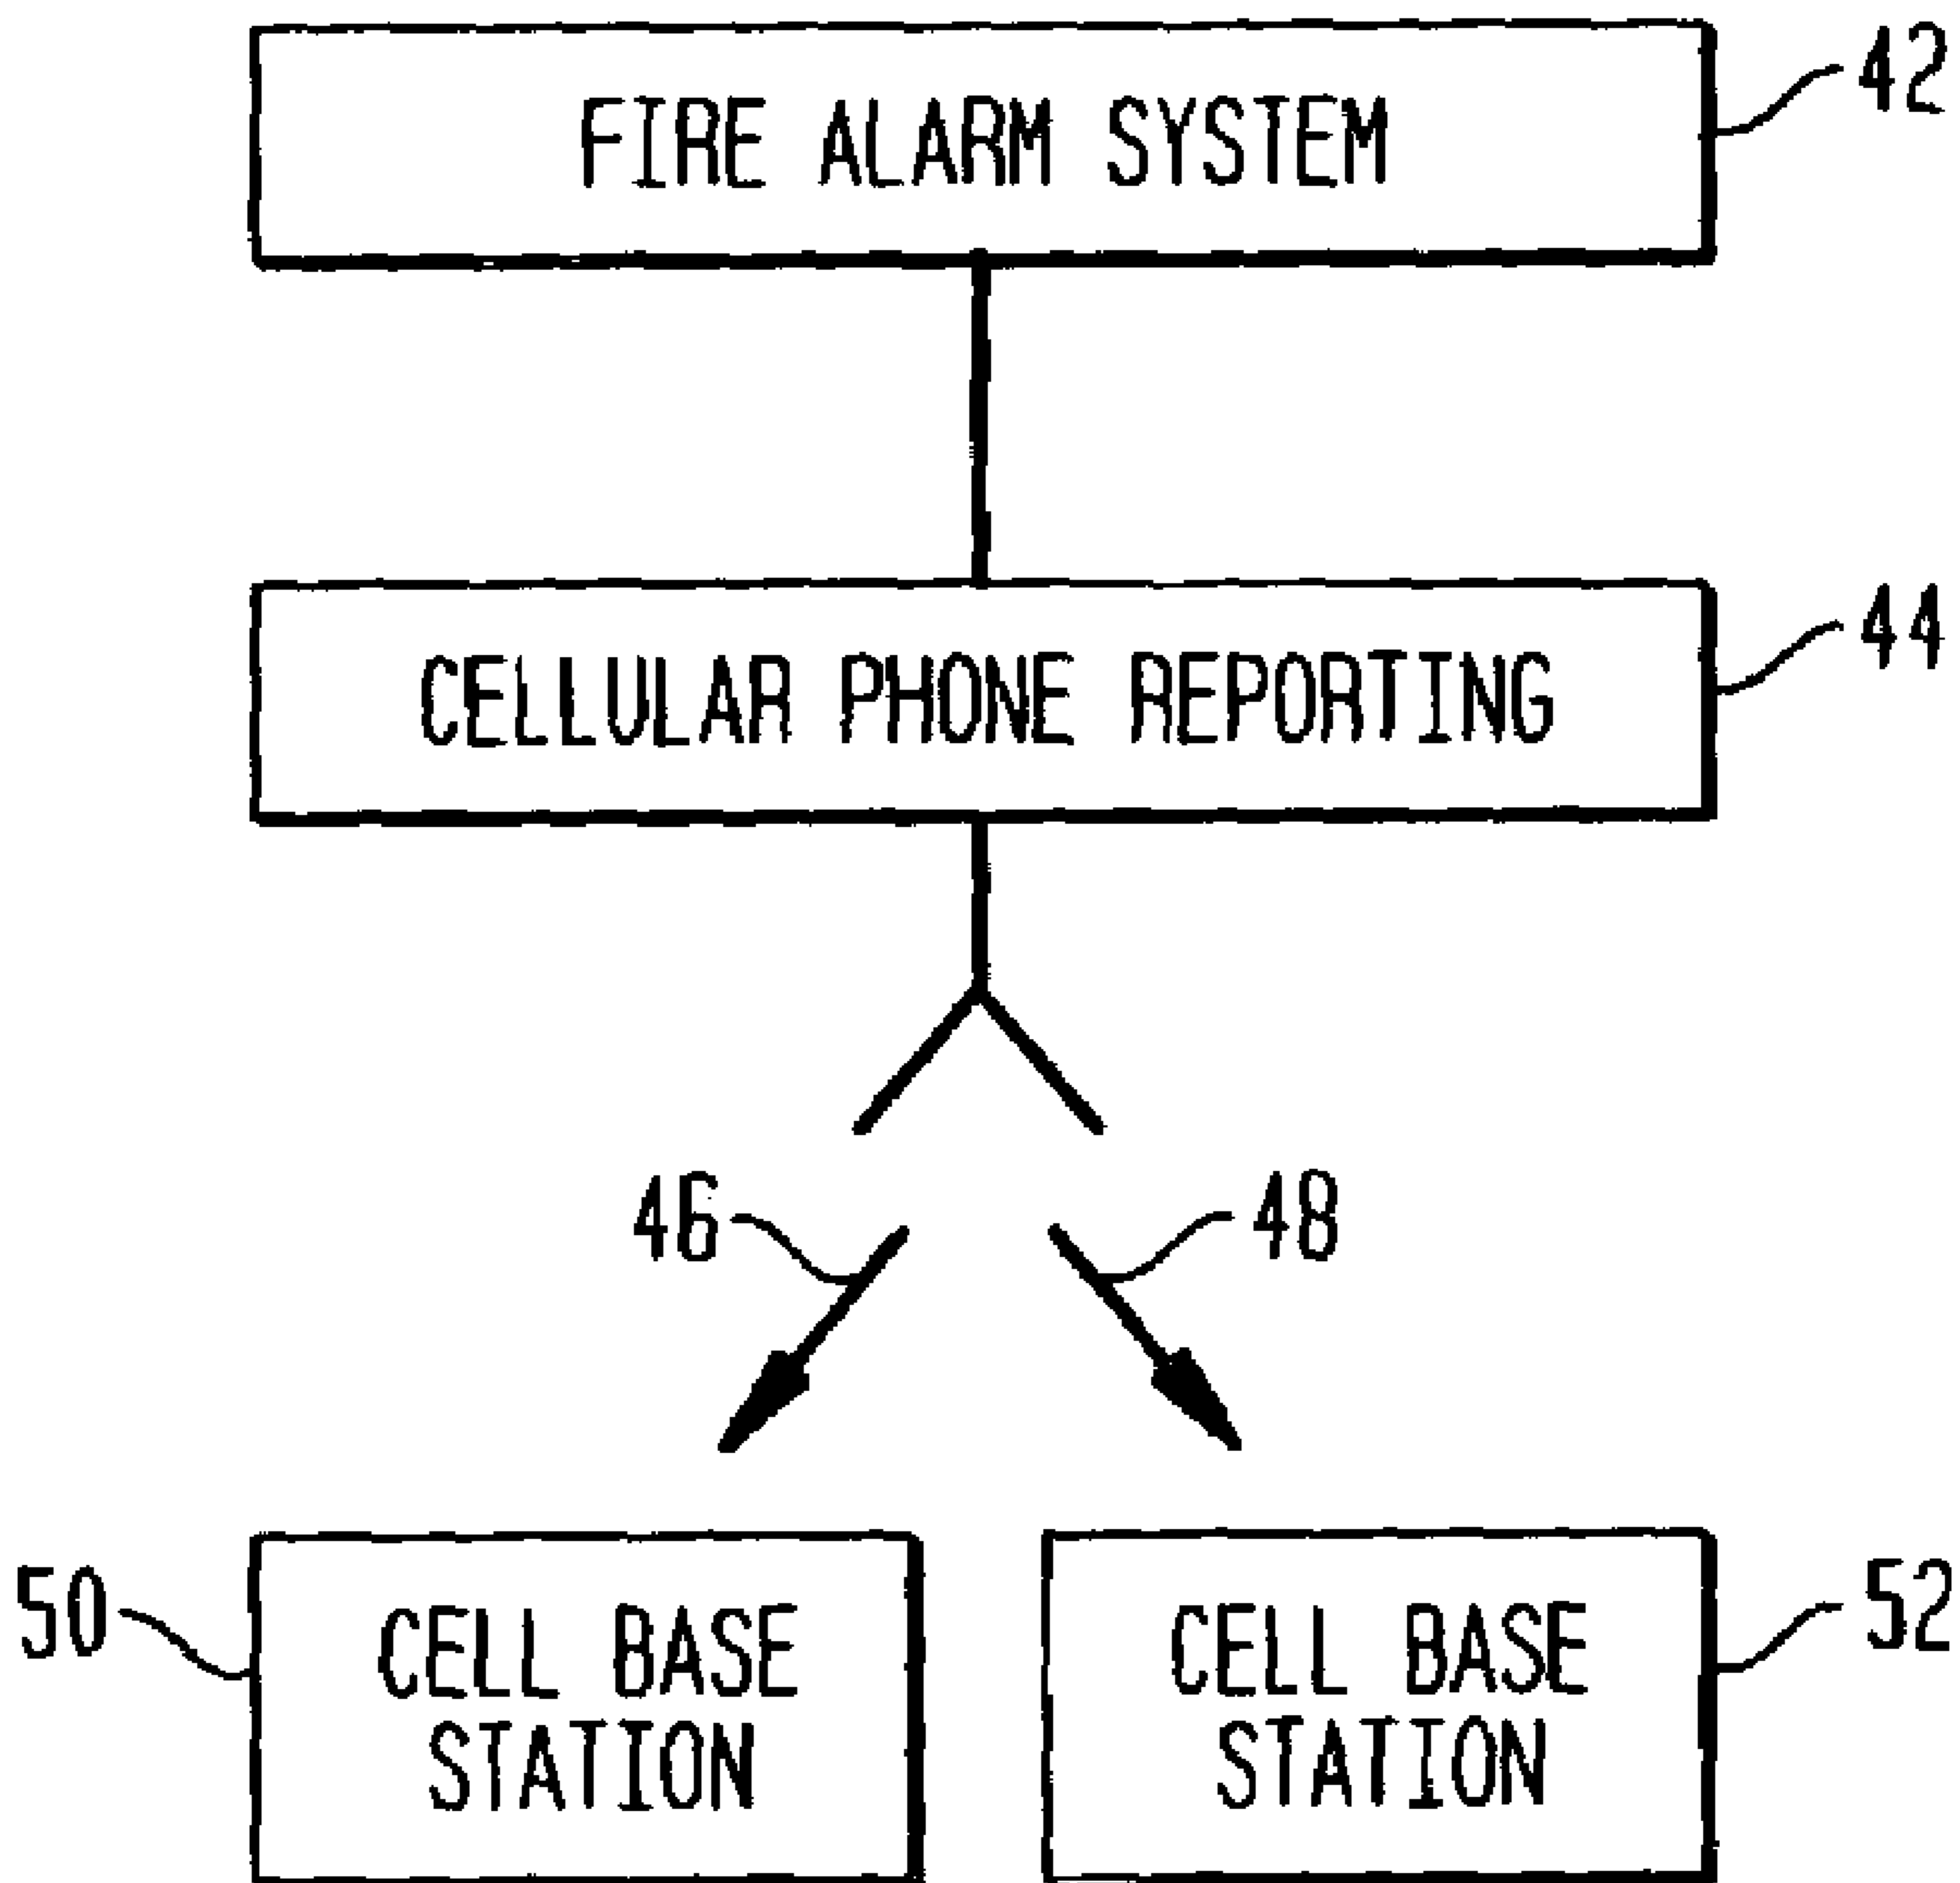 FIRE ALARM SYSTEM
42
CELLULAR PHONE REPORTING
44
46
48
50
CELL BASE
STATION
CELL BASE
STATION
52